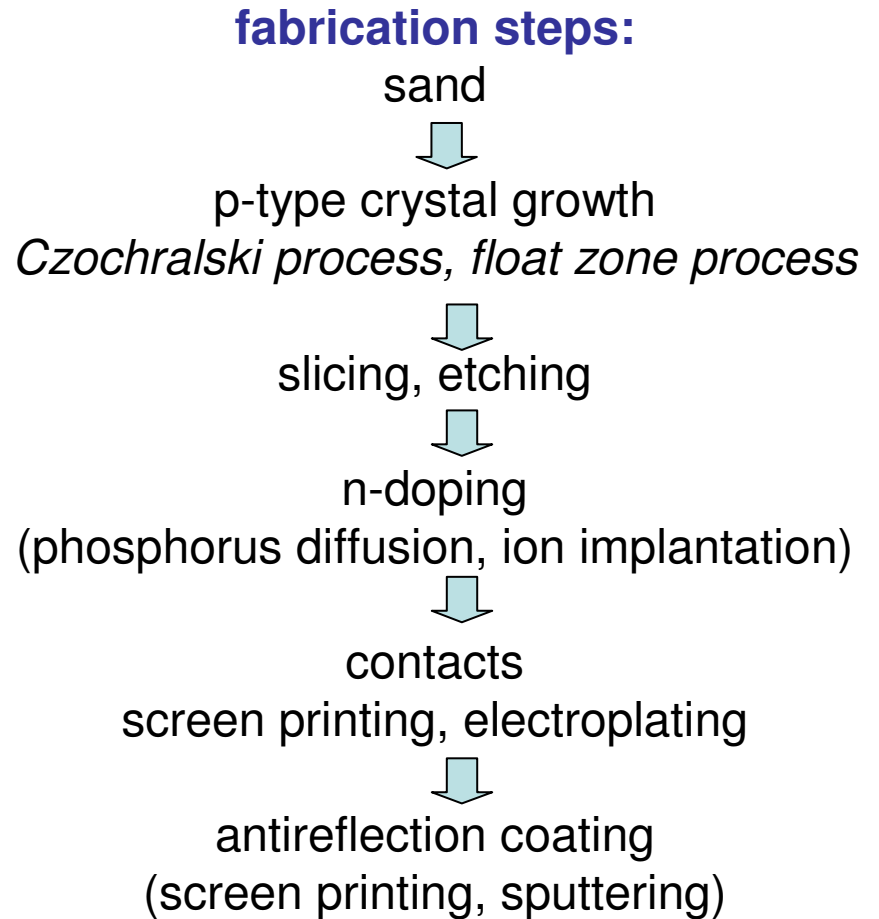 fabrication steps:
sand
p-type crystal growth
Czochralski process, float zone process
slicing, etching
n-doping
(phosphorus diffusion, ion implantation)
contacts
screen printing, electroplating
antireflection coating
(screen printing, sputtering)